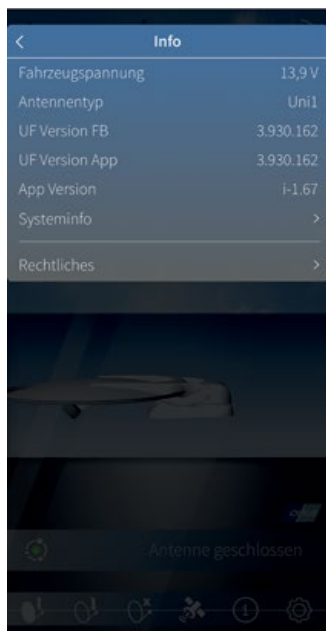 Info
Fahrzeugspannung 13,9 V
Antennentyp Uni1
UF Version FB 3.930.162
UF Version App 3.930.162
App Version i-1.67
Systeminfo
Rechtliches
Antenne geschlossen